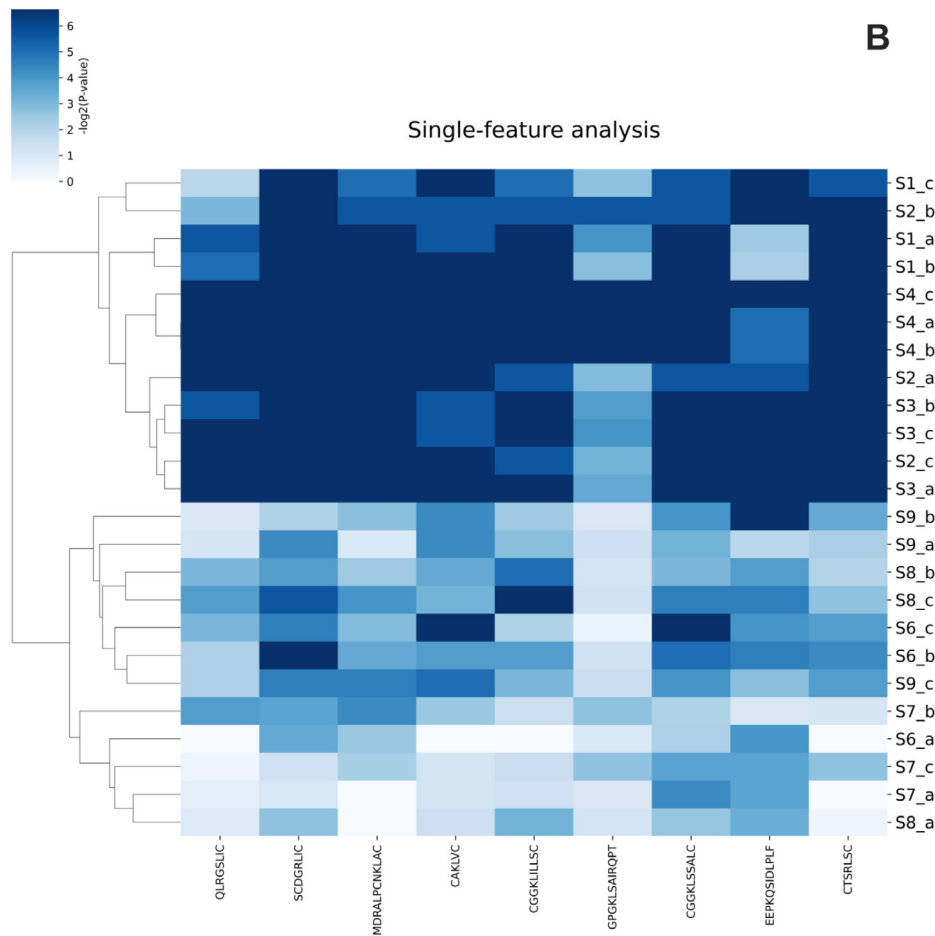 B
6
5
4
3
2
1
0
-log2(P-value)
Single-feature analysis
S1_c
S2_b
S1_a
S1_b
S4_c
S4_a
S4_b
S2_a
S3_b
S3_c
S2_c
S3_a
S9_b
S9_a
S8_b
S8_c
S6_c
S6_b
S9_c
S7_b
S6_a
S7_c
S7_a
S8_a
QLRGSLIC
SCDGRLIC
MDRALPCNKLAC
CAKLVC
CGGKLILLSC
GPGKLSAIRQPT
CGGKLSSALC
EEPKQSIDLPLF
CTSRLSC